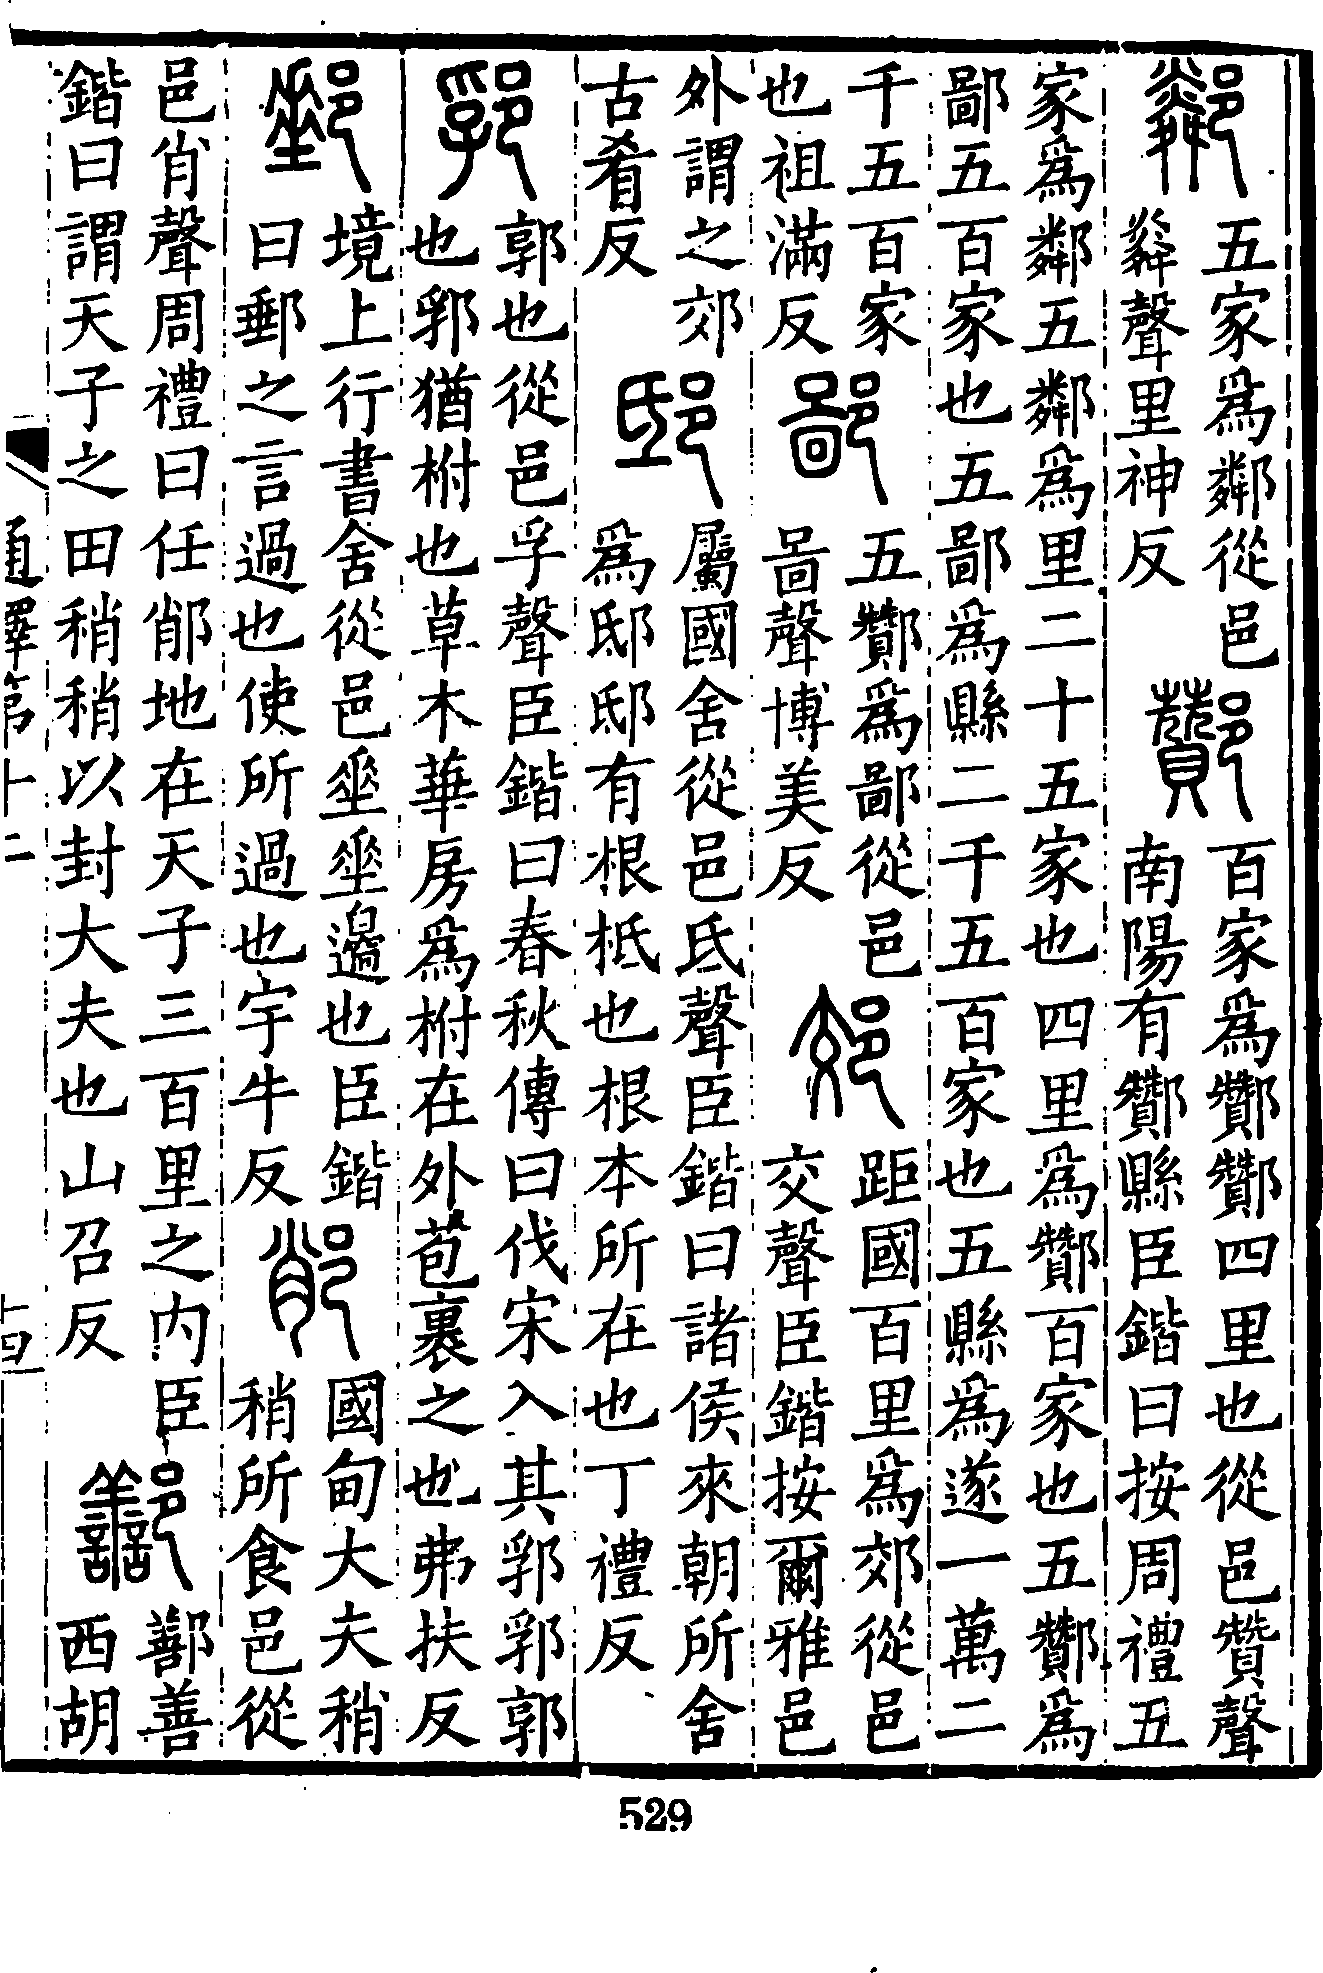 鄰
五家爲鄰從邑
粦聲里神反
酇
百家爲酇酇四里也從邑贊聲
南陽有酇縣臣鍇曰按周禮五
家爲鄰五鄰爲里二十五家也四里爲酇百家也五酇爲
鄙五百家也五鄙爲縣二千五百家也五縣爲遂一萬二
千五百家
也祖滿反
鄙
五酇爲鄙從邑
啚聲博美反
郊
距國百里爲郊從邑
交聲臣鍇按爾雅邑
外謂之郊
古肴反
邸
屬國舍從邑氐聲臣鍇曰諸侯來朝所舍
爲邸邸有根柢也根本所在也丁禮反
郛
郭也從邑孚聲臣鍇曰春秋傳曰伐宋入其郛郛郭
也郛猶柎也草木華房爲柎在外苞裹之也弗扶反
郵
境上行書舍從邑垂垂邊也臣鍇
曰郵之言過也使所過也宇牛反
䣉
國甸大夫稍
稍所食邑從
邑肖聲周禮曰任䣉地在天子三百里之內臣
鍇曰謂天子之田稍稍以封大夫也山召反
鄯
鄯善
西胡
通釋第十二
十四
529